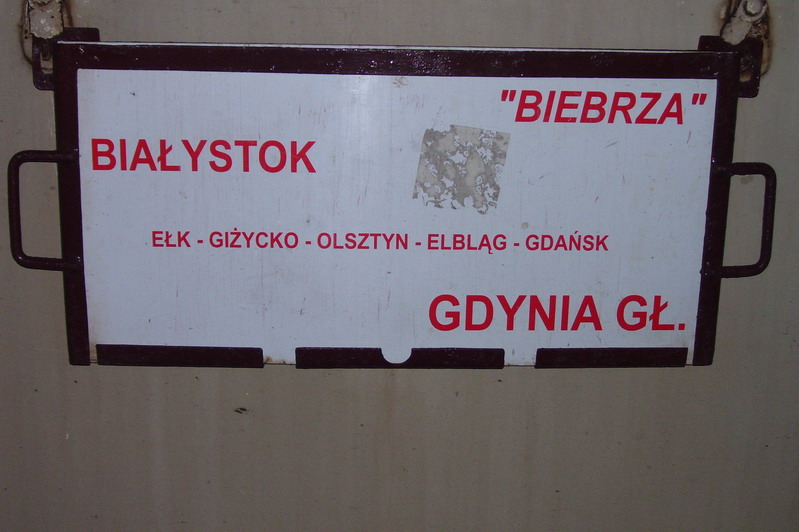 "BIEBRZA"
BIAŁYSTOK
EŁK - GIŻYCKO - OLSZTYN - ELBLĄG - GDAŃSK
GDYNIA GŁ.